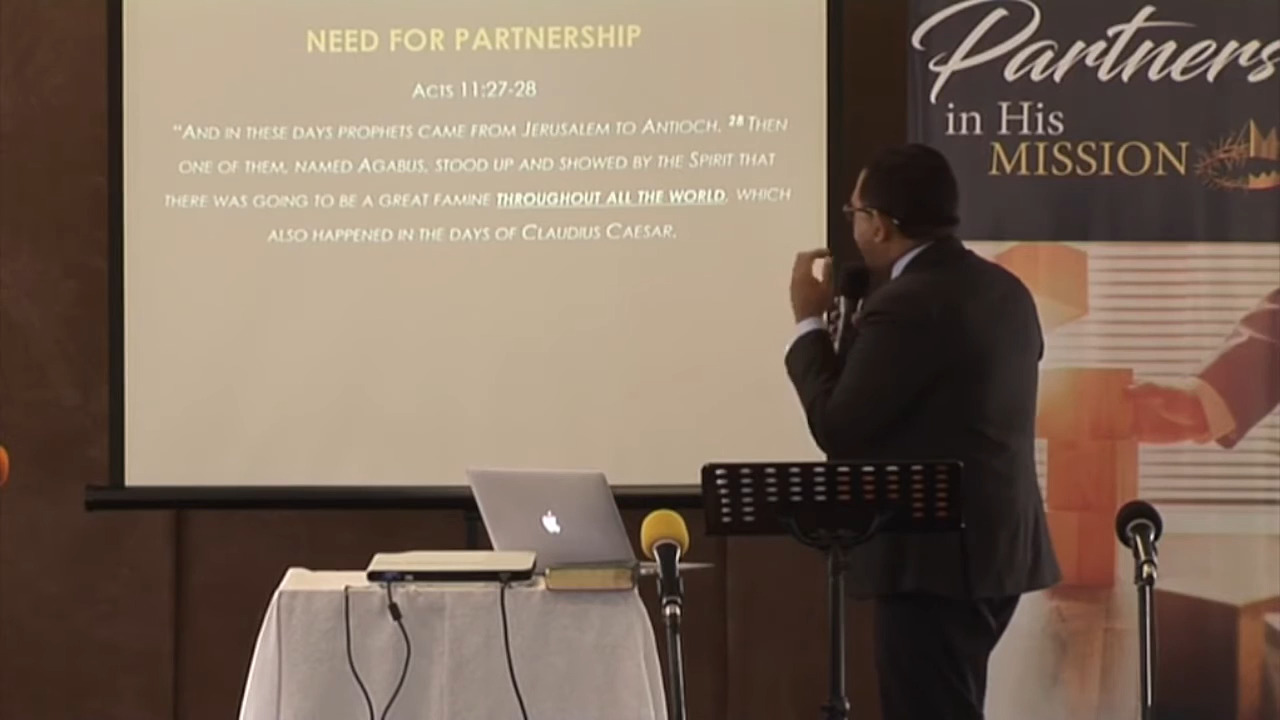 NEED FOR PARTNERSHIP
ACTS 11:27-28
"AND IN THESE DAYS PROPHETS CAME FROM JERUSALEM TO ANTIOCH. 28 THEN
ONE OF THEM, NAMED AGABUS, STOOD UP AND SHOWED BY THE SPIRIT THAT
THERE WAS GOING TO BE A GREAT FAMINE THROUGHOUT ALL THE WORLD, WHICH
ALSO HAPPENED IN THE DAYS OF CLAUDIUS CAESAR.
Partners
in His
MISSION